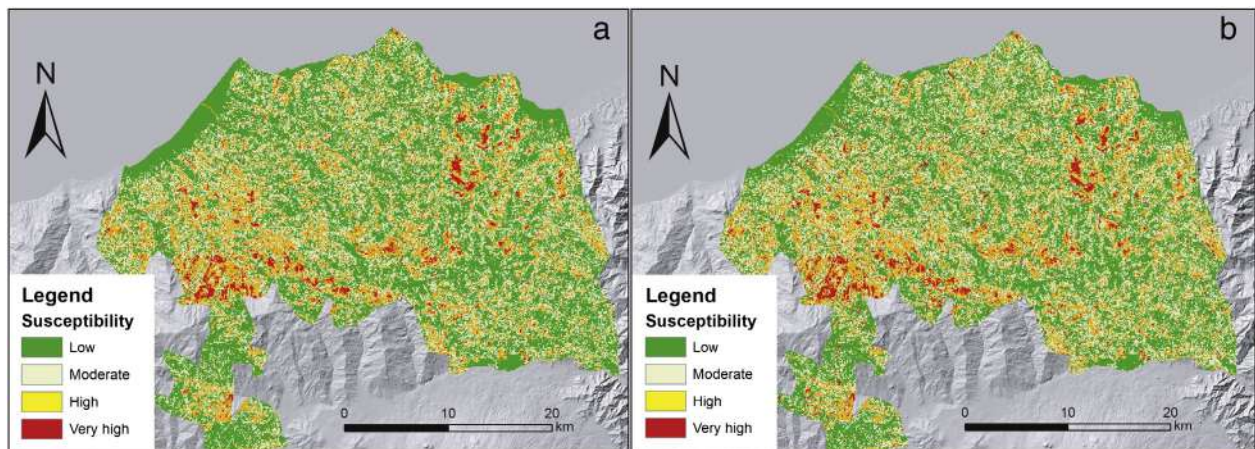 a
N
Legend
Susceptibility
Low
Moderate
High
Very high
0 10 20
km
b
N
Legend
Susceptibility
Low
Moderate
High
Very high
0 10 20
km